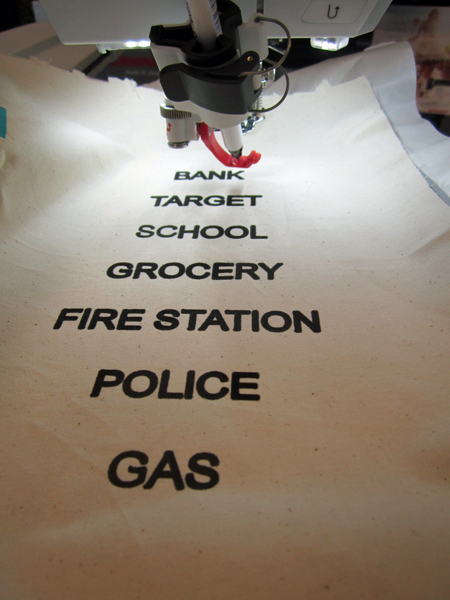 BANK
TARGET
SCHOOL
GROCERY
FIRE STATION
POLICE
GAS